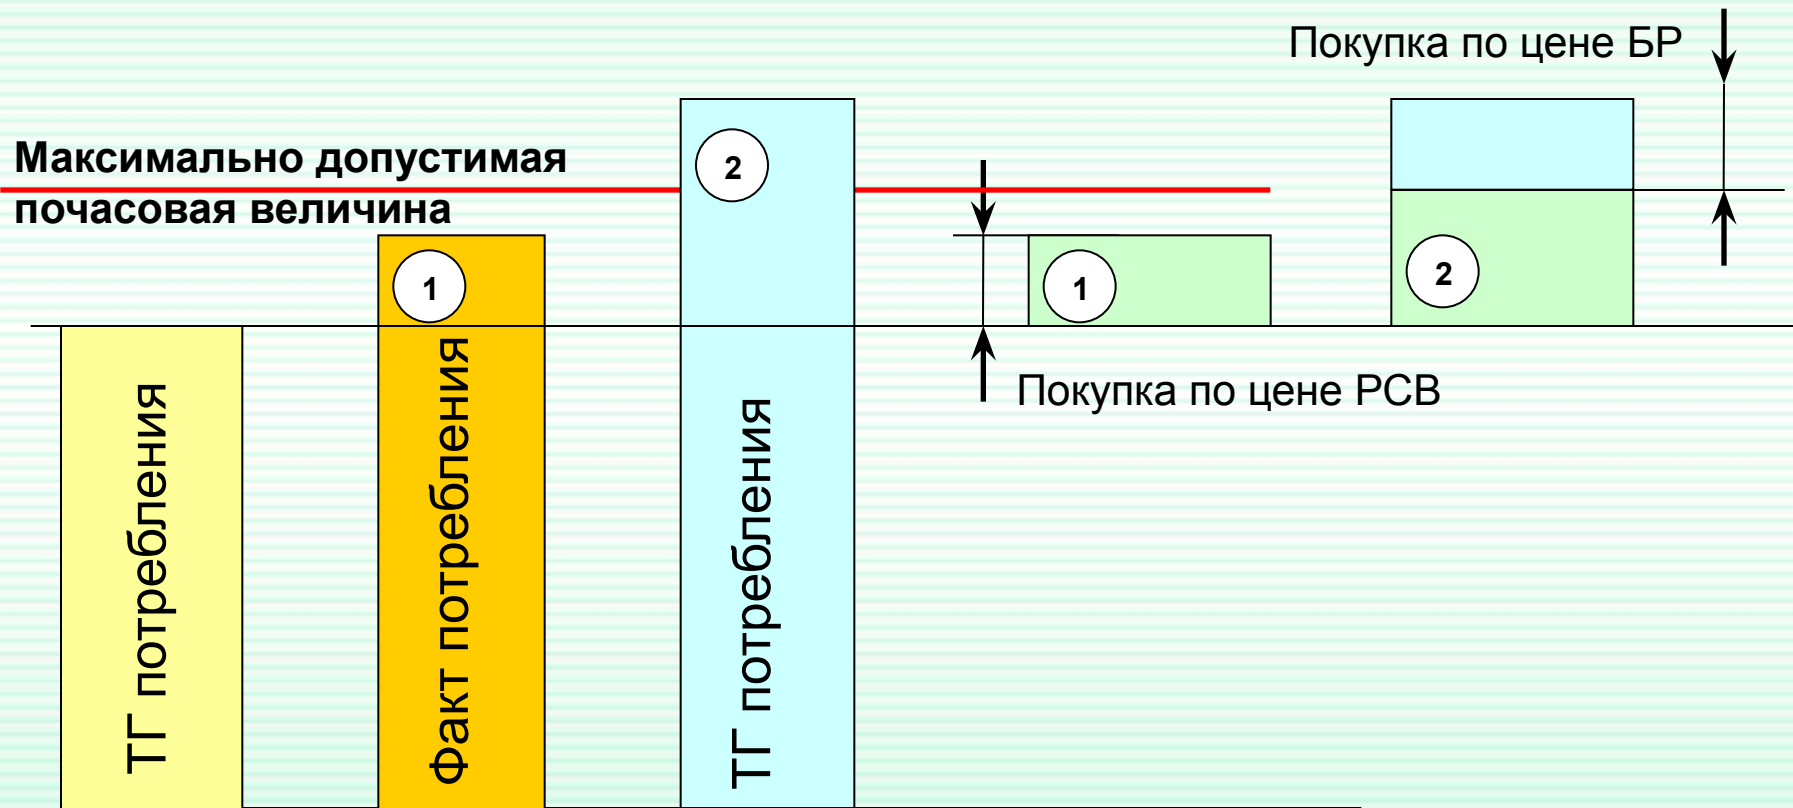 Покупка по цене БР
Максимально допустимая
почасовая величина
2
1
1
2
Покупка по цене РСВ
ТГ потребления
Факт потребления
ТГ потребления